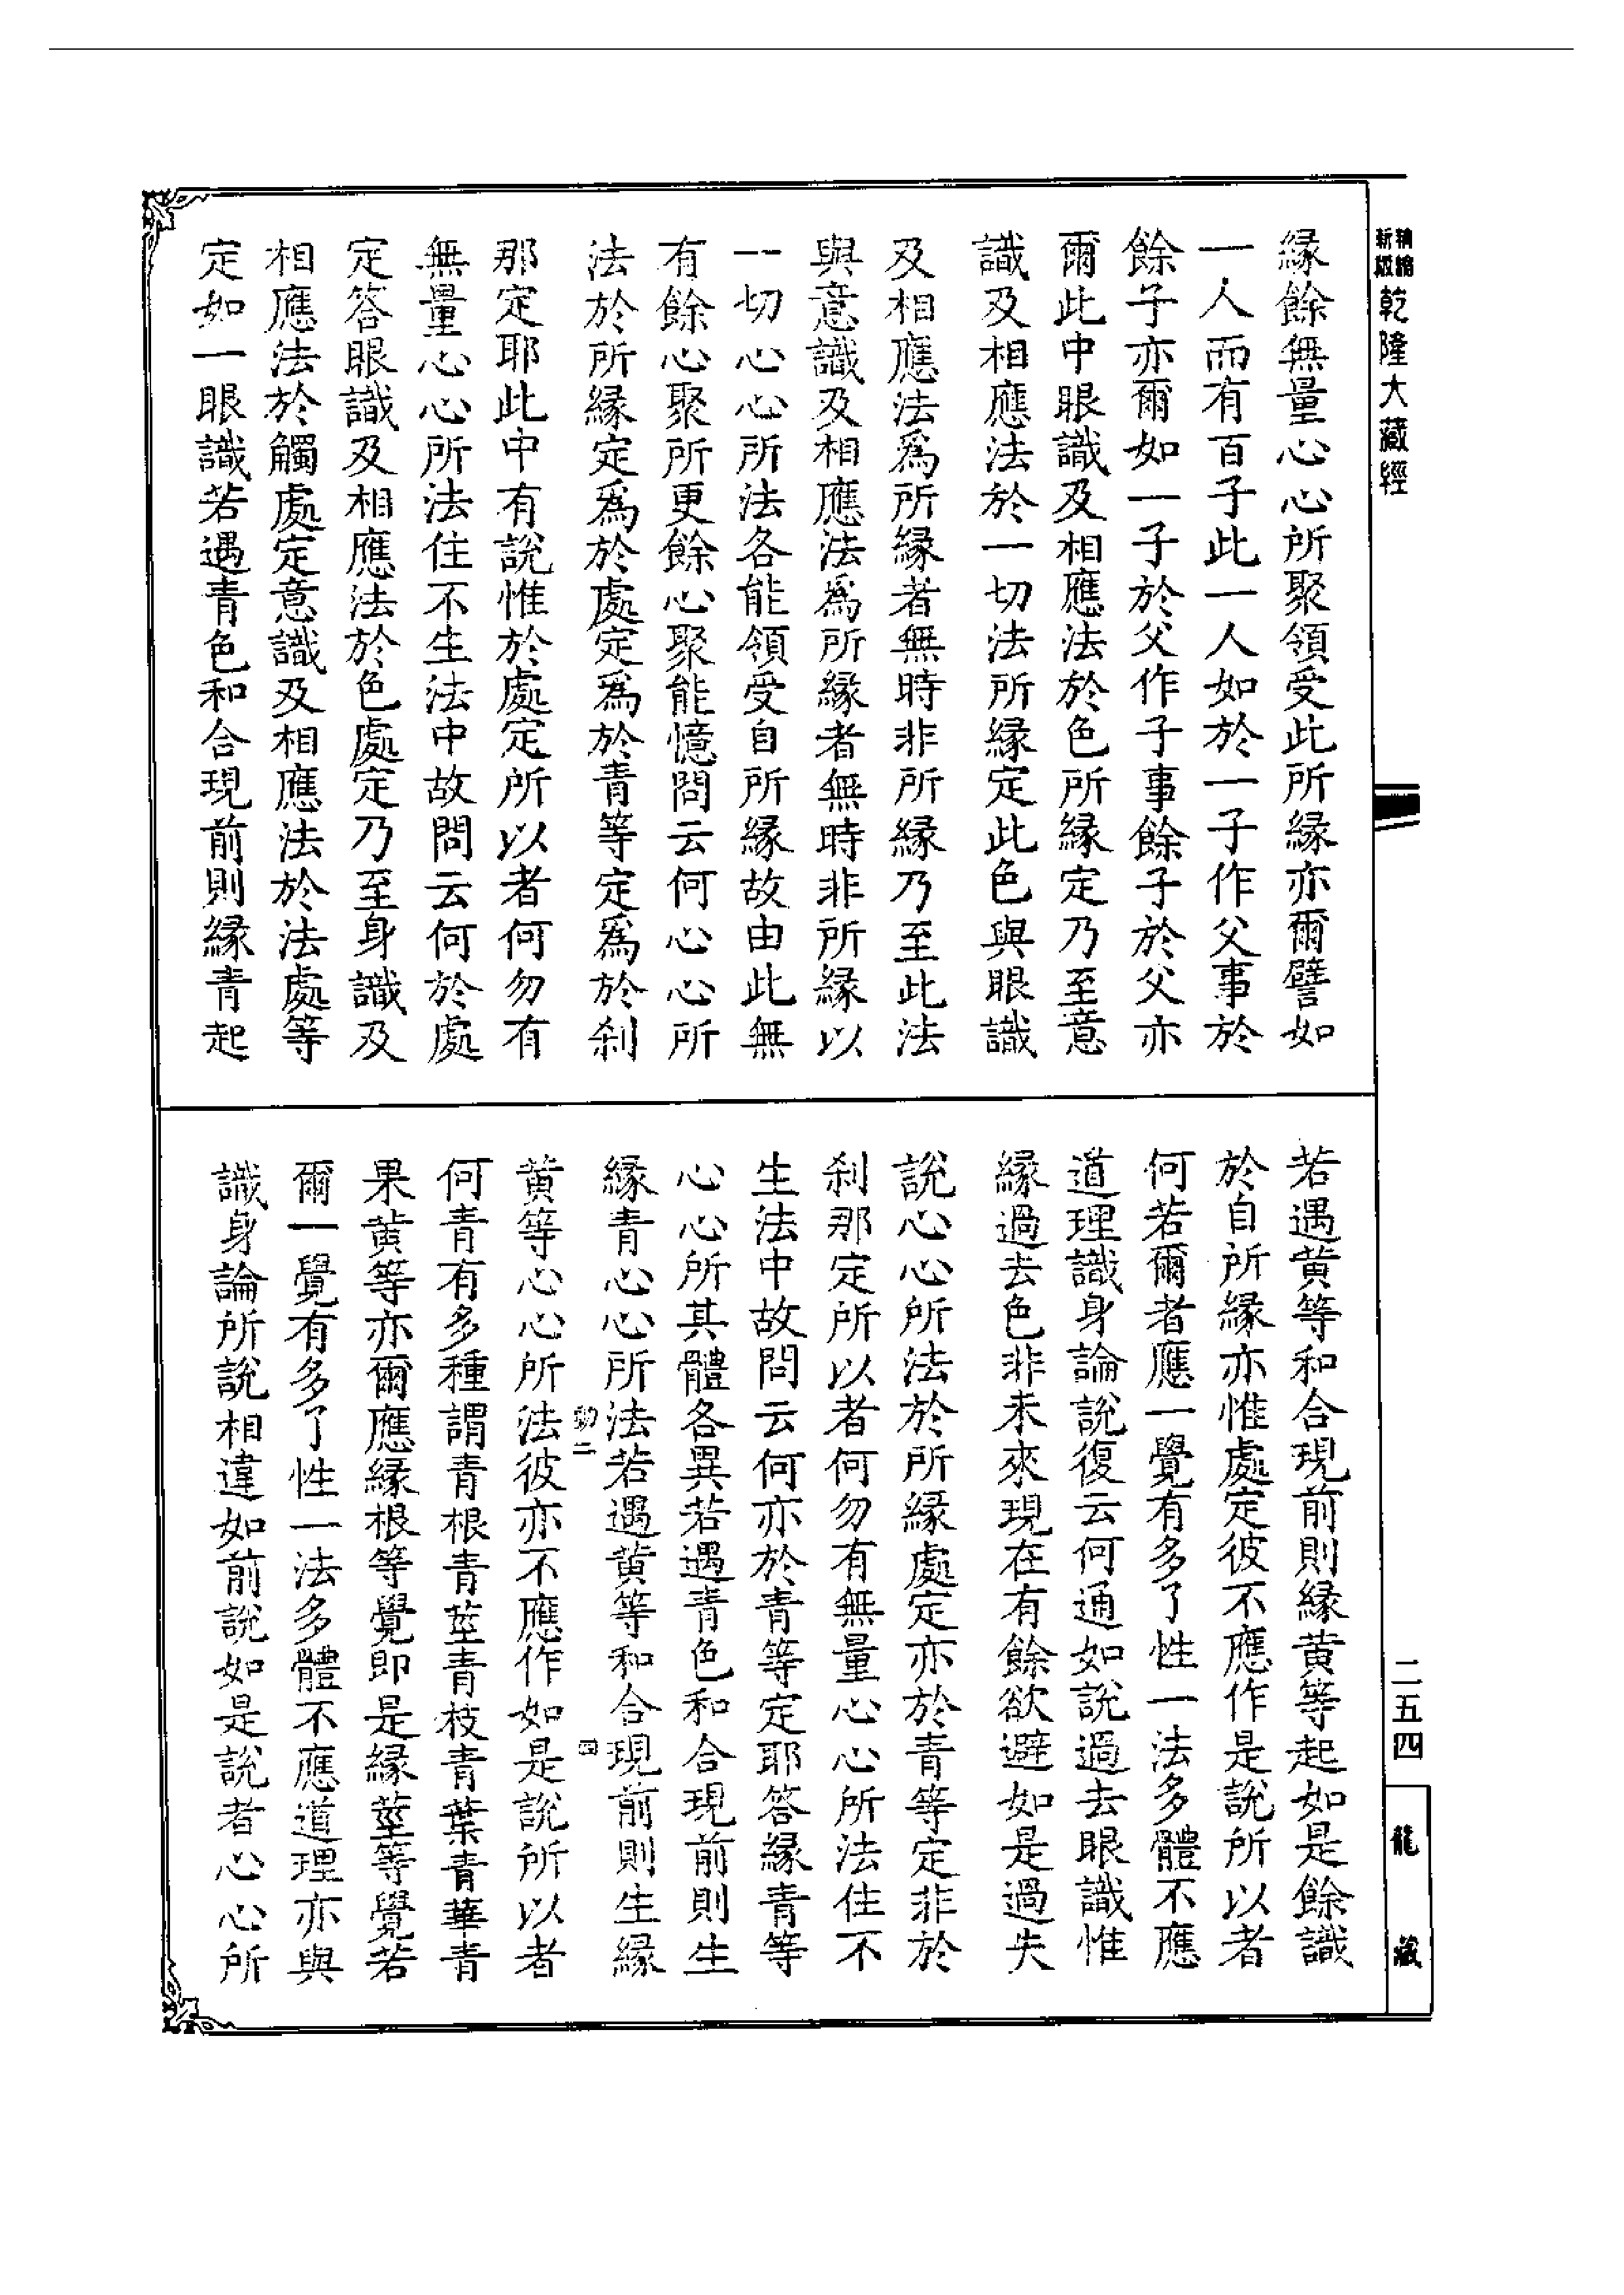 新編縮版乾隆大藏經
緣餘無量心心所聚領受此所緣亦爾譬如
一人而有百子此一人如於一子作父事於
餘子亦爾如一子於父作子事餘子於父亦
爾此中眼識及相應法於色所緣定乃至意
識及相應法於一切法所緣定此色與眼識
及相應法爲所緣者無時非所緣乃至此法
與意識及相應法爲所緣者無時非所緣以
一切心心所法各能領受自所緣故由此無
有餘心聚所更餘心聚能憶問云何心心所
法於所緣定爲於處定爲於青等定爲於剎
那定耶此中有說惟於處定所以者何勿有
無量心心所法住不生法中故問云何於處
定答眼識及相應法於色處定乃至身識及
相應法於觸處定意識及相應法於法處等
定如一眼識若遇青色和合現前則緣青起
若遇黃等和合現前則緣黃等起如是餘識
於自所緣亦惟處定彼不應作是說所以者
何若爾者應一覺有多了性一法多體不應
道理識身論說復云何通如說過去眼識惟
緣過去色非未來現在有餘欲避如是過失
說心心所法於所緣處定亦於青等定非於
剎那定所以者何勿有無量心心所法住不
生法中故問云何亦於青等定耶答緣青等
心心所其體各異若遇青色和合現前則生
緣青心心所法若遇黃等和合現前則生緣
黃等心心所法彼亦不應作如是說所以者
何青有多種謂青根青莖青枝青葉青華青
果黃等亦爾應緣根等覺即是緣莖等覺若
爾一覺有多了性一法多體不應道理亦與
識身論所說相違如前說如是說者心心所
二五四
龍藏